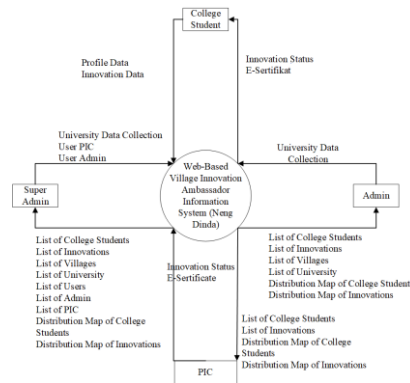 College
Student
Profile Data
Innovation Data
Innovation Status
E-Sertifikat
University Data Collection
User PIC
User Admin
University Data
Collection
Super
Admin
Web-Based
Village Innovation
Ambassador
Information
System (Neng
Dinda)
Admin
List of College Students
List of Innovations
List of Villages
List of University
List of Users
List of Admin
List of PIC
Distribution Map of College
Students
Distribution Map of Innovations
Innovation Status
E-Sertificate
List of College Students
List of Innovations
List of Villages
List of University
Distribution Map of College Student
Distribution Map of Innovations
List of College Students
List of Innovations
Distribution Map of College
Students
Distribution Map of Innovations
PIC